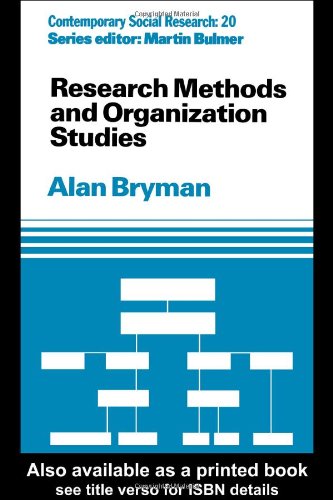 Contemporary Social Research: 20
Series editor: Martin Bulmer
Research Methods
and Organization
Studies
Alan Bryman
Also available as a printed book
see title verso for ISBN details